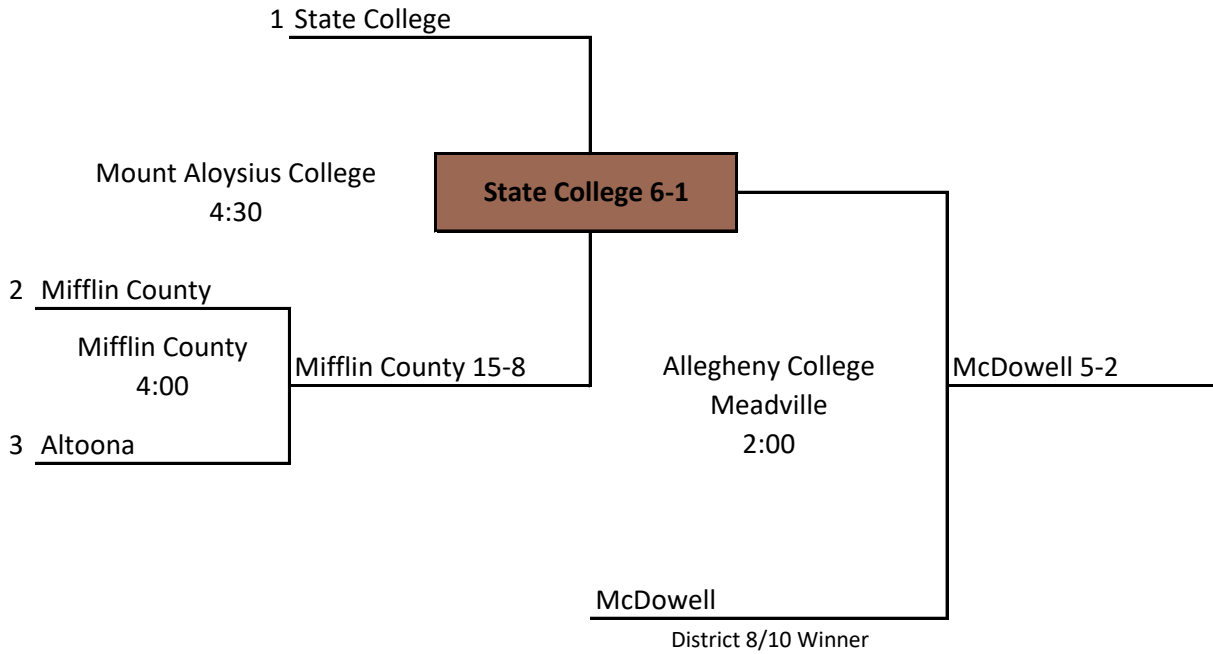 1 State College
Mount Aloysius College
4:30
State College 6-1
2 Mifflin County
Mifflin County
4:00
Mifflin County 15-8
3 Altoona
Allegheny College
Meadville
2:00
McDowell 5-2
McDowell
District 8/10 Winner